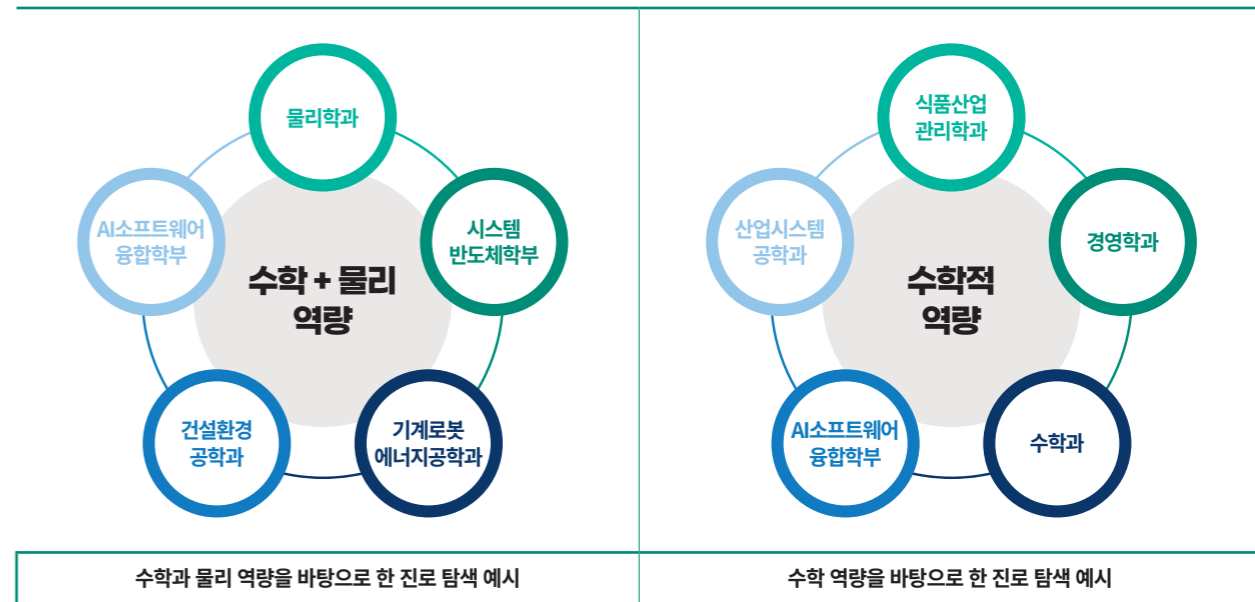 물리학과
AI소프트웨어
융합학부
시스템
반도체학부
수학 + 물리
역량
건설환경
공학과
기계로봇
에너지공학과
수학과 물리 역량을 바탕으로 한 진로 탐색 예시
식품산업
관리학과
산업시스템
공학과
경영학과
수학적
역량
AI소프트웨어
융합학부
수학과
수학 역량을 바탕으로 한 진로 탐색 예시